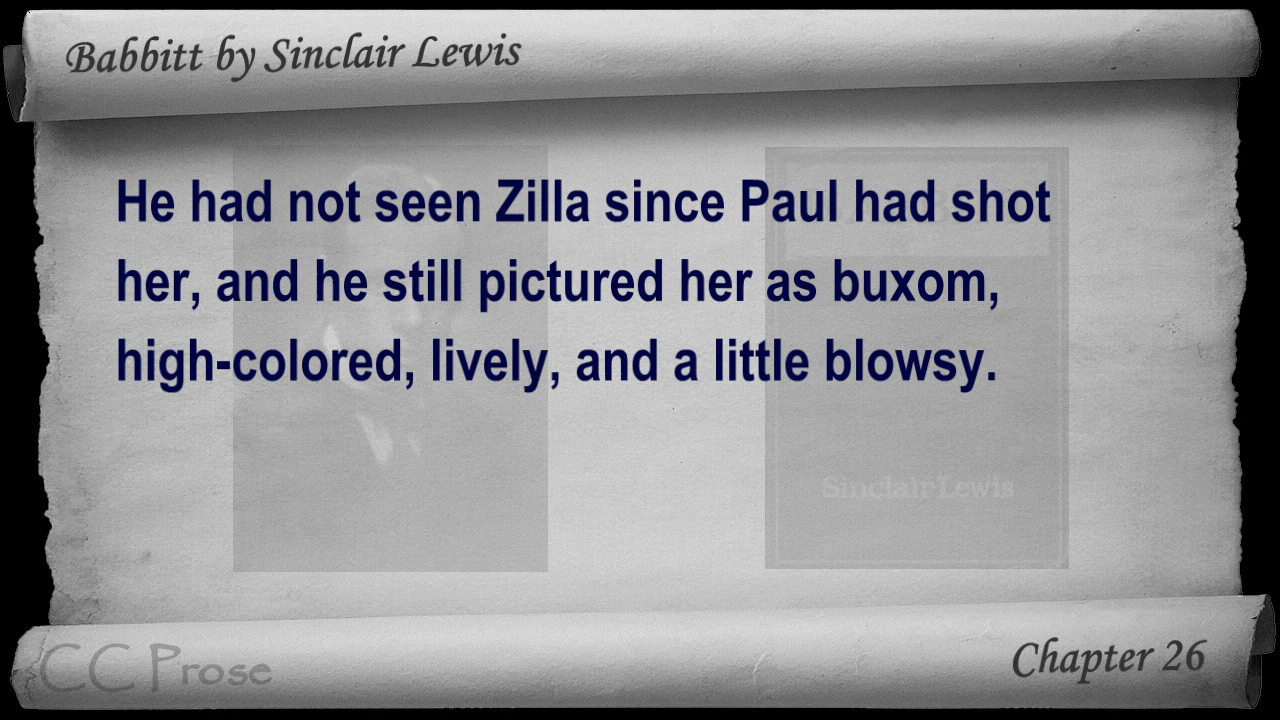 Babbitt by Sinclair Lewis
He had not seen Zilla since Paul had shot
her, and he still pictured her as buxom,
high-colored, lively, and a little blowsy.
Sinclair Lewis
CC Prose
Chapter 26